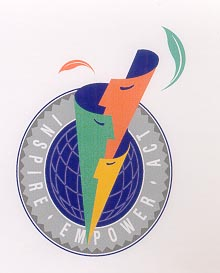 INSPIRE · EMPOWER · ACT